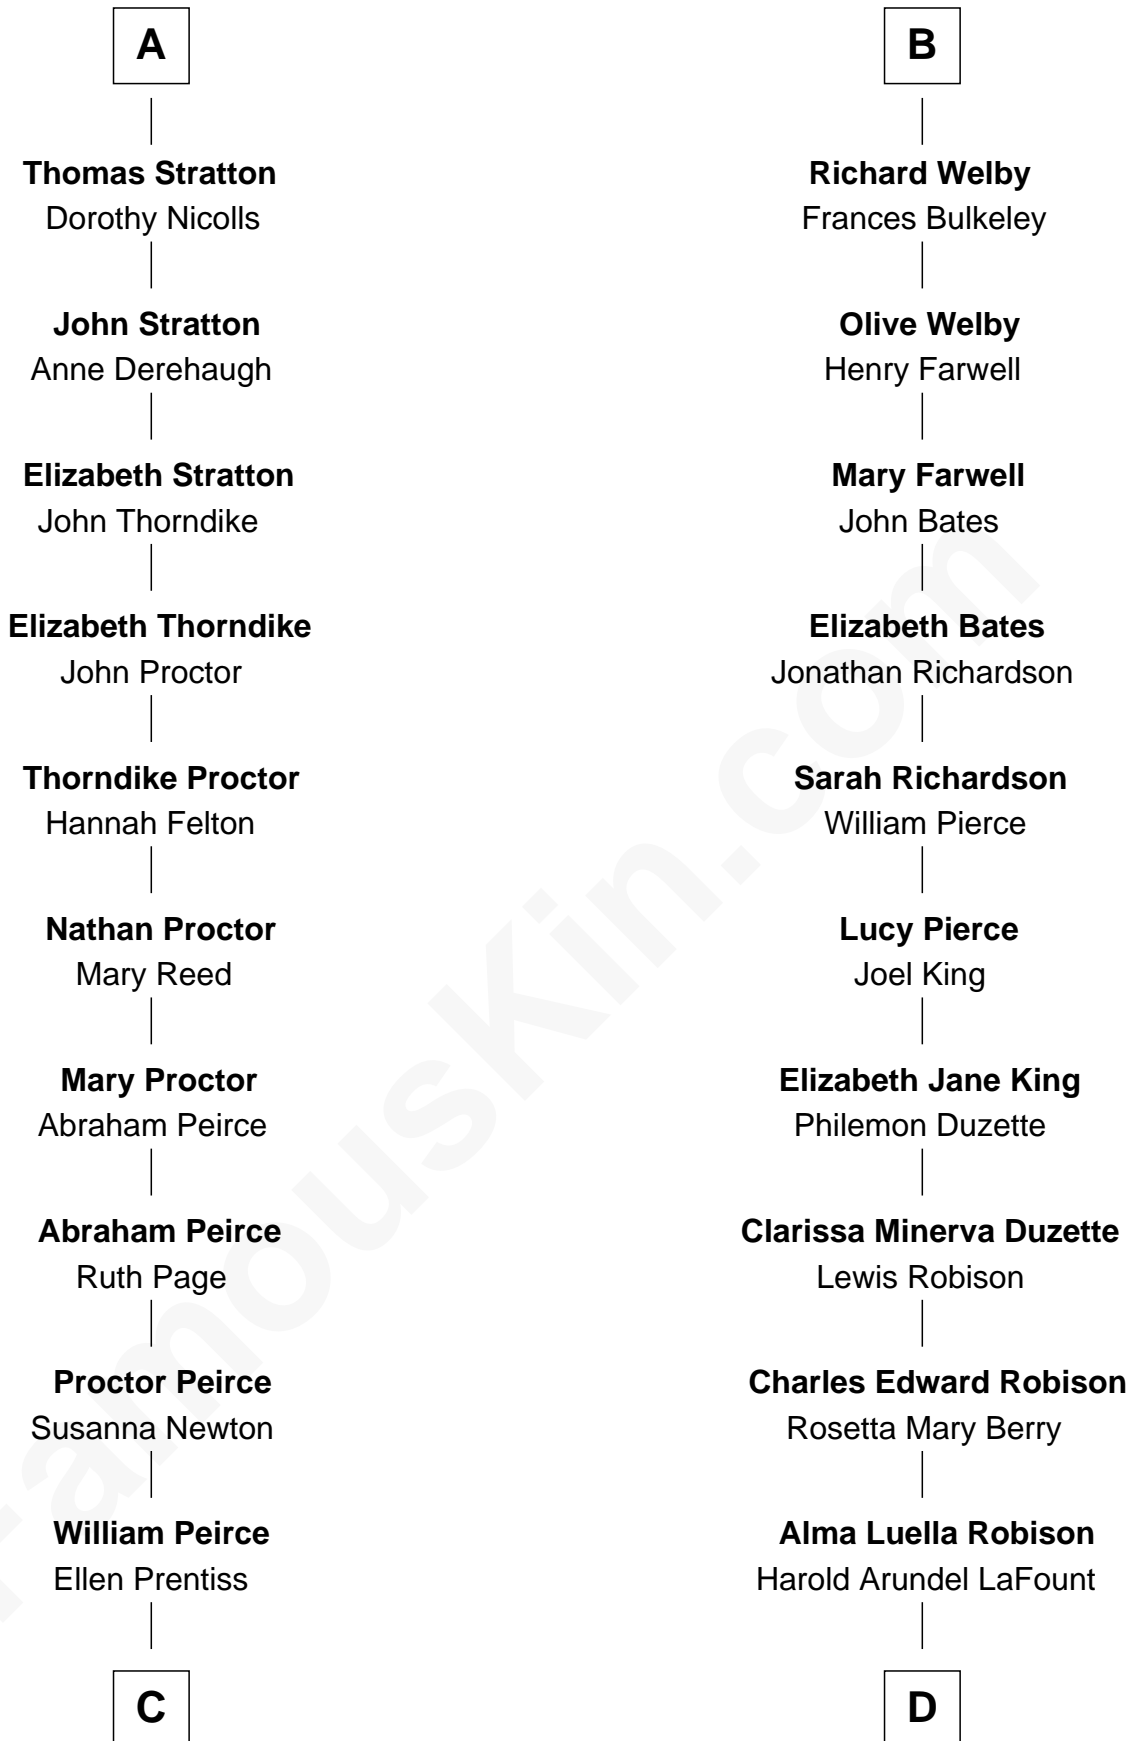 A
Thomas Stratton
Dorothy Nicolls
John Stratton
Anne Derehaugh
Elizabeth Stratton
John Thorndike
Elizabeth Thorndike
John Proctor
Thorndike Proctor
Hannah Felton
Nathan Proctor
Mary Reed
Mary Proctor
Abraham Peirce
Abraham Peirce
Ruth Page
Proctor Peirce
Susanna Newton
William Peirce
Ellen Prentiss
C
B
Richard Welby
Frances Bulkeley
Olive Welby
Henry Farwell
Mary Farwell
John Bates
Elizabeth Bates
Jonathan Richardson
Sarah Richardson
William Pierce
Lucy Pierce
Joel King
Elizabeth Jane King
Philemon Duzette
Clarissa Minerva Duzette
Lewis Robison
Charles Edward Robison
Rosetta Mary Berry
Alma Luella Robison
Harold Arundel LaFount
D
FamousKin.com